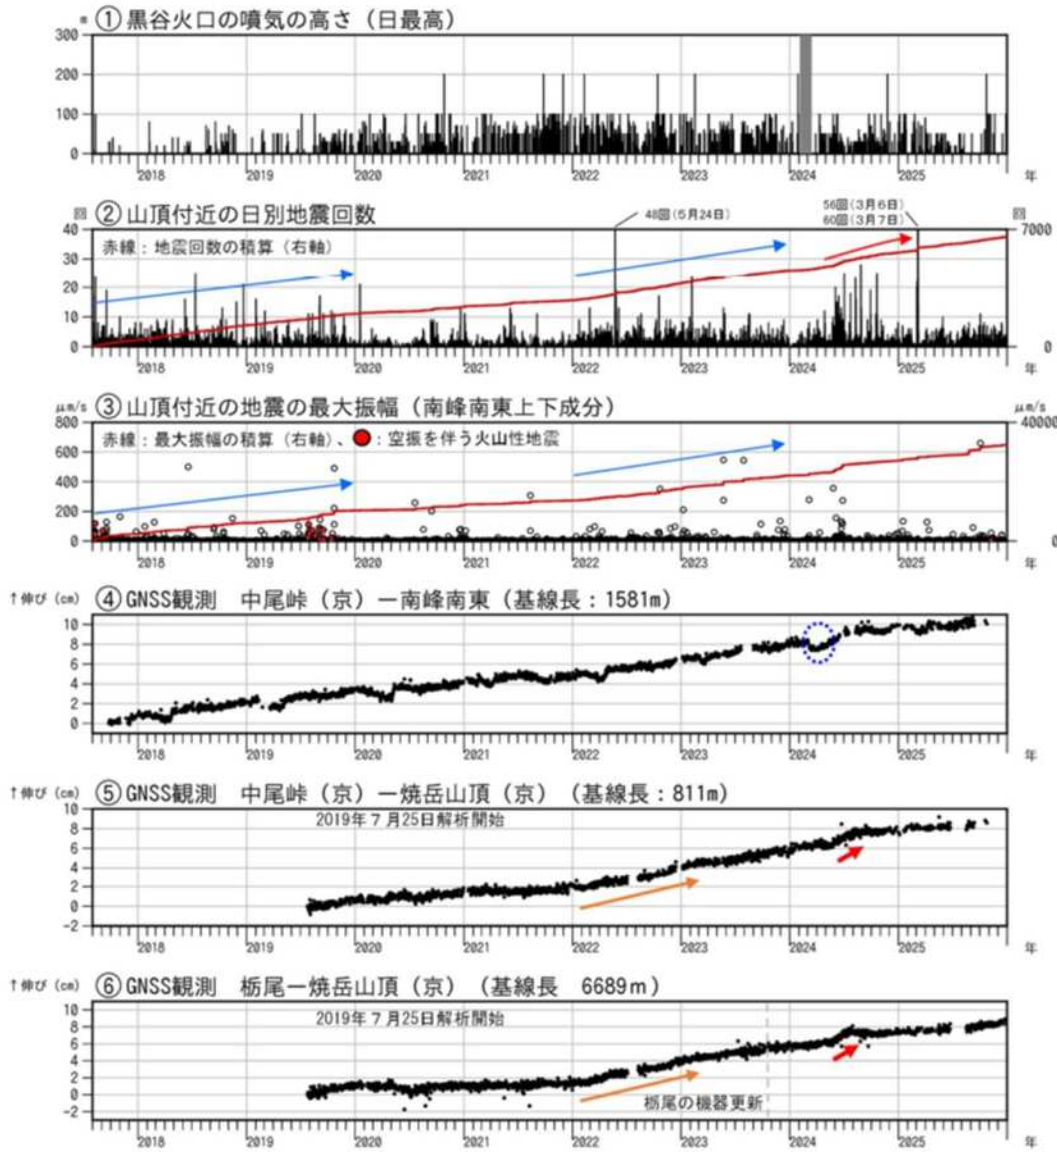 m ①黒谷火口の噴気の高さ（日最高）
300
200
100
0
2018 2019 2020 2021 2022 2023 2024 2025 年
回 ②山頂付近の日別地震回数
48回(5月24日)
56回(3月6日)
60回(3月7日)
回
赤線：地震回数の積算（右軸）
40 7000
30
20
10
0 0
2018 2019 2020 2021 2022 2023 2024 2025 年
μm/s ③山頂付近の地震の最大振幅（南峰南東上下成分） μm/s
赤線：最大振幅の積算（右軸）、●：空振を伴う火山性地震
800 40000
600
400
200
0 0
2018 2019 2020 2021 2022 2023 2024 2025 年
↑伸び(cm) ④GNSS観測 中尾峠（京）ー南峰南東（基線長：1581m）
10
8
6
4
2
0
2018 2019 2020 2021 2022 2023 2024 2025 年
↑伸び(cm) ⑤GNSS観測 中尾峠（京）ー焼岳山頂（京）（基線長：811m）
2019年７月25日解析開始
10
8
6
4
2
0
-2
2018 2019 2020 2021 2022 2023 2024 2025 年
↑伸び(cm) ⑥GNSS観測 栃尾ー焼岳山頂（京）（基線長 6689m）
2019年７月25日解析開始
10
8
6
4
2
0
-2
栃尾の機器更新
2018 2019 2020 2021 2022 2023 2024 2025 年